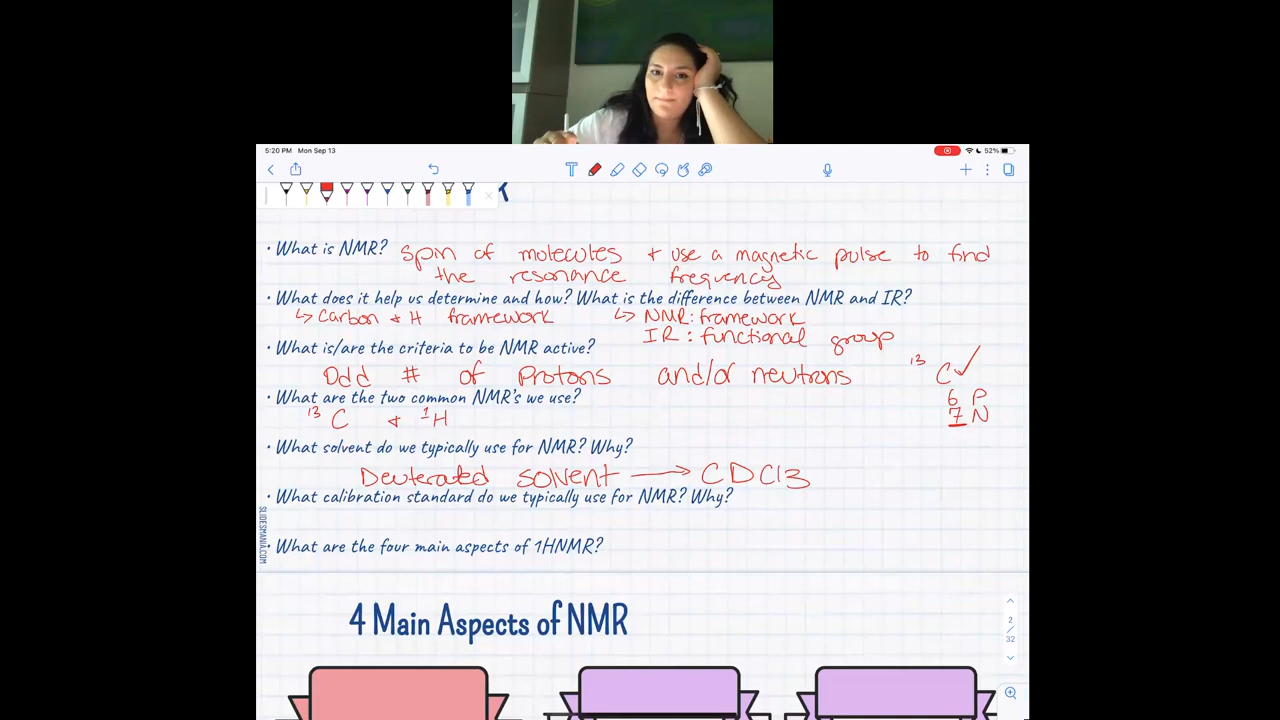 5:20 PM Mon Sep 13
52%
• What is NMR? spin of molecules + use a magnetic pulse to find
the resonance frequency
• What does it help us determine and how? What is the difference between NMR and IR?
↳ Carbon & H framework ↳ NMR: framework
IR: functional group
• What is/are the criteria to be NMR active?
Odd # of Protons and/or neutrons 13C ✓
6 P
7 N
• What are the two common NMR's we use?
13C & 1H
• What solvent do we typically use for NMR? Why?
Deuterated solvent → CDCl3
• What calibration standard do we typically use for NMR? Why?
• What are the four main aspects of 1HNMR?
SLIDESMANIA.COM
4 Main Aspects of NMR
2
/
32